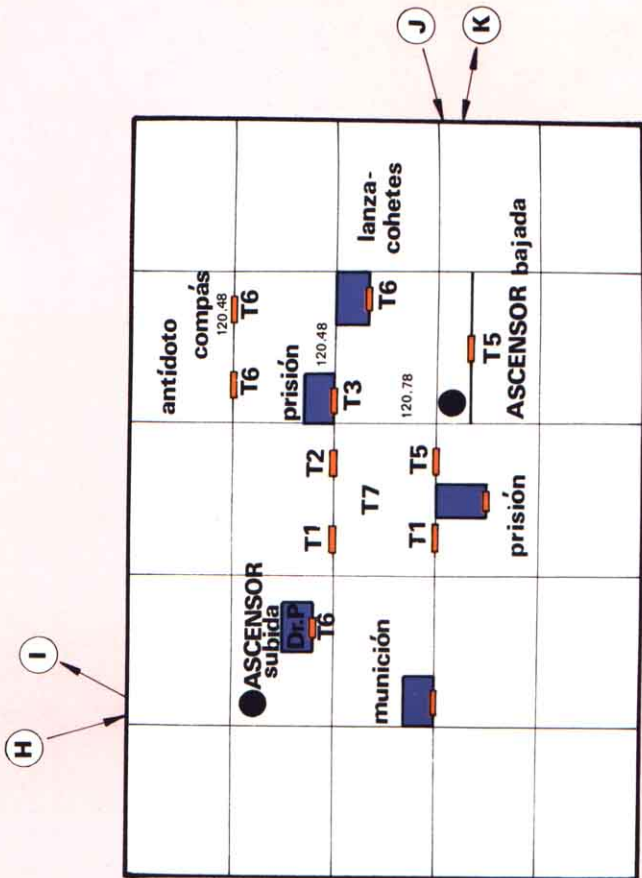 H
I
antídoto
compás
120.48
T6
T6
ASCENSOR
subida
Dr.P
T6
prisión
120.48
T1
T2
T3
lanza-
cohetes
T6
T7
munición
120.78
J
K
T1
T5
T5
ASCENSOR bajada
prisión